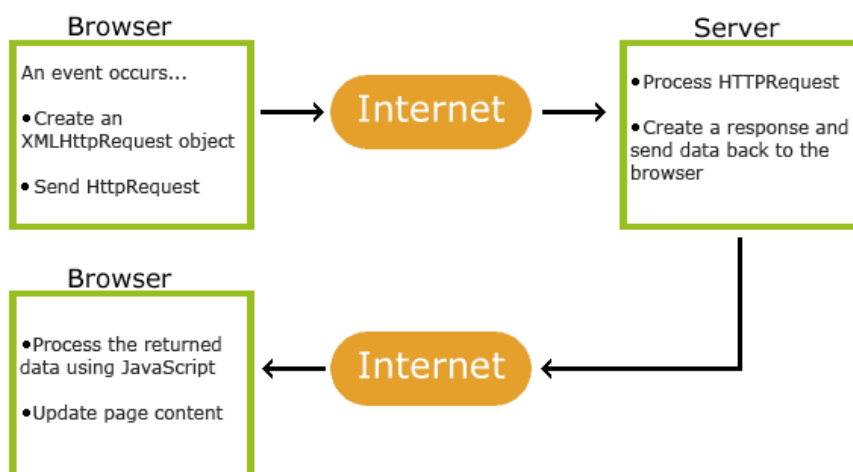 Browser
An event occurs...
•Create an
XMLHttpRequest object
• Send HttpRequest
Internet
Server
•Process HTTPRequest
•Create a response and
send data back to the
browser
Browser
•Process the returned
data using JavaScript
•Update page content
Internet